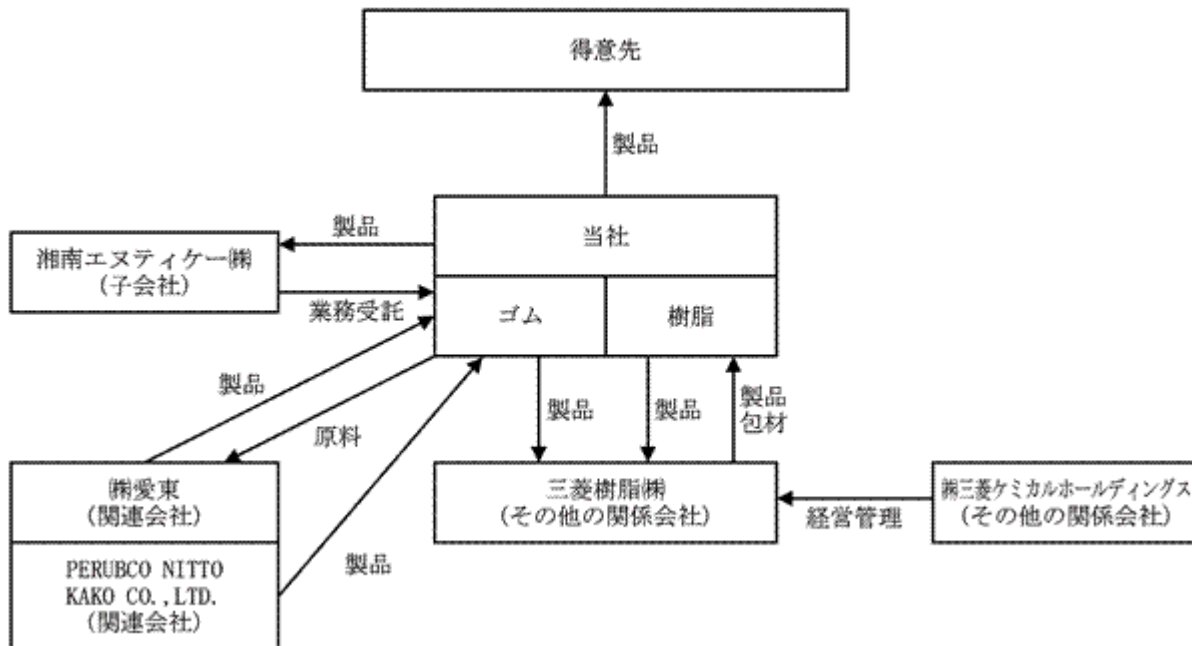 得意先
製品
当社
製品
湘南エヌティケー㈱
(子会社)
業務受託
ゴム
樹脂
製品
原料
製品
製品
製品
包材
㈱愛東
(関連会社)
三菱樹脂㈱
(その他の関係会社)
経営管理
㈱三菱ケミカルホールディングス
(その他の関係会社)
製品
PERUBCO NITTO
KAKO CO.,LTD.
(関連会社)